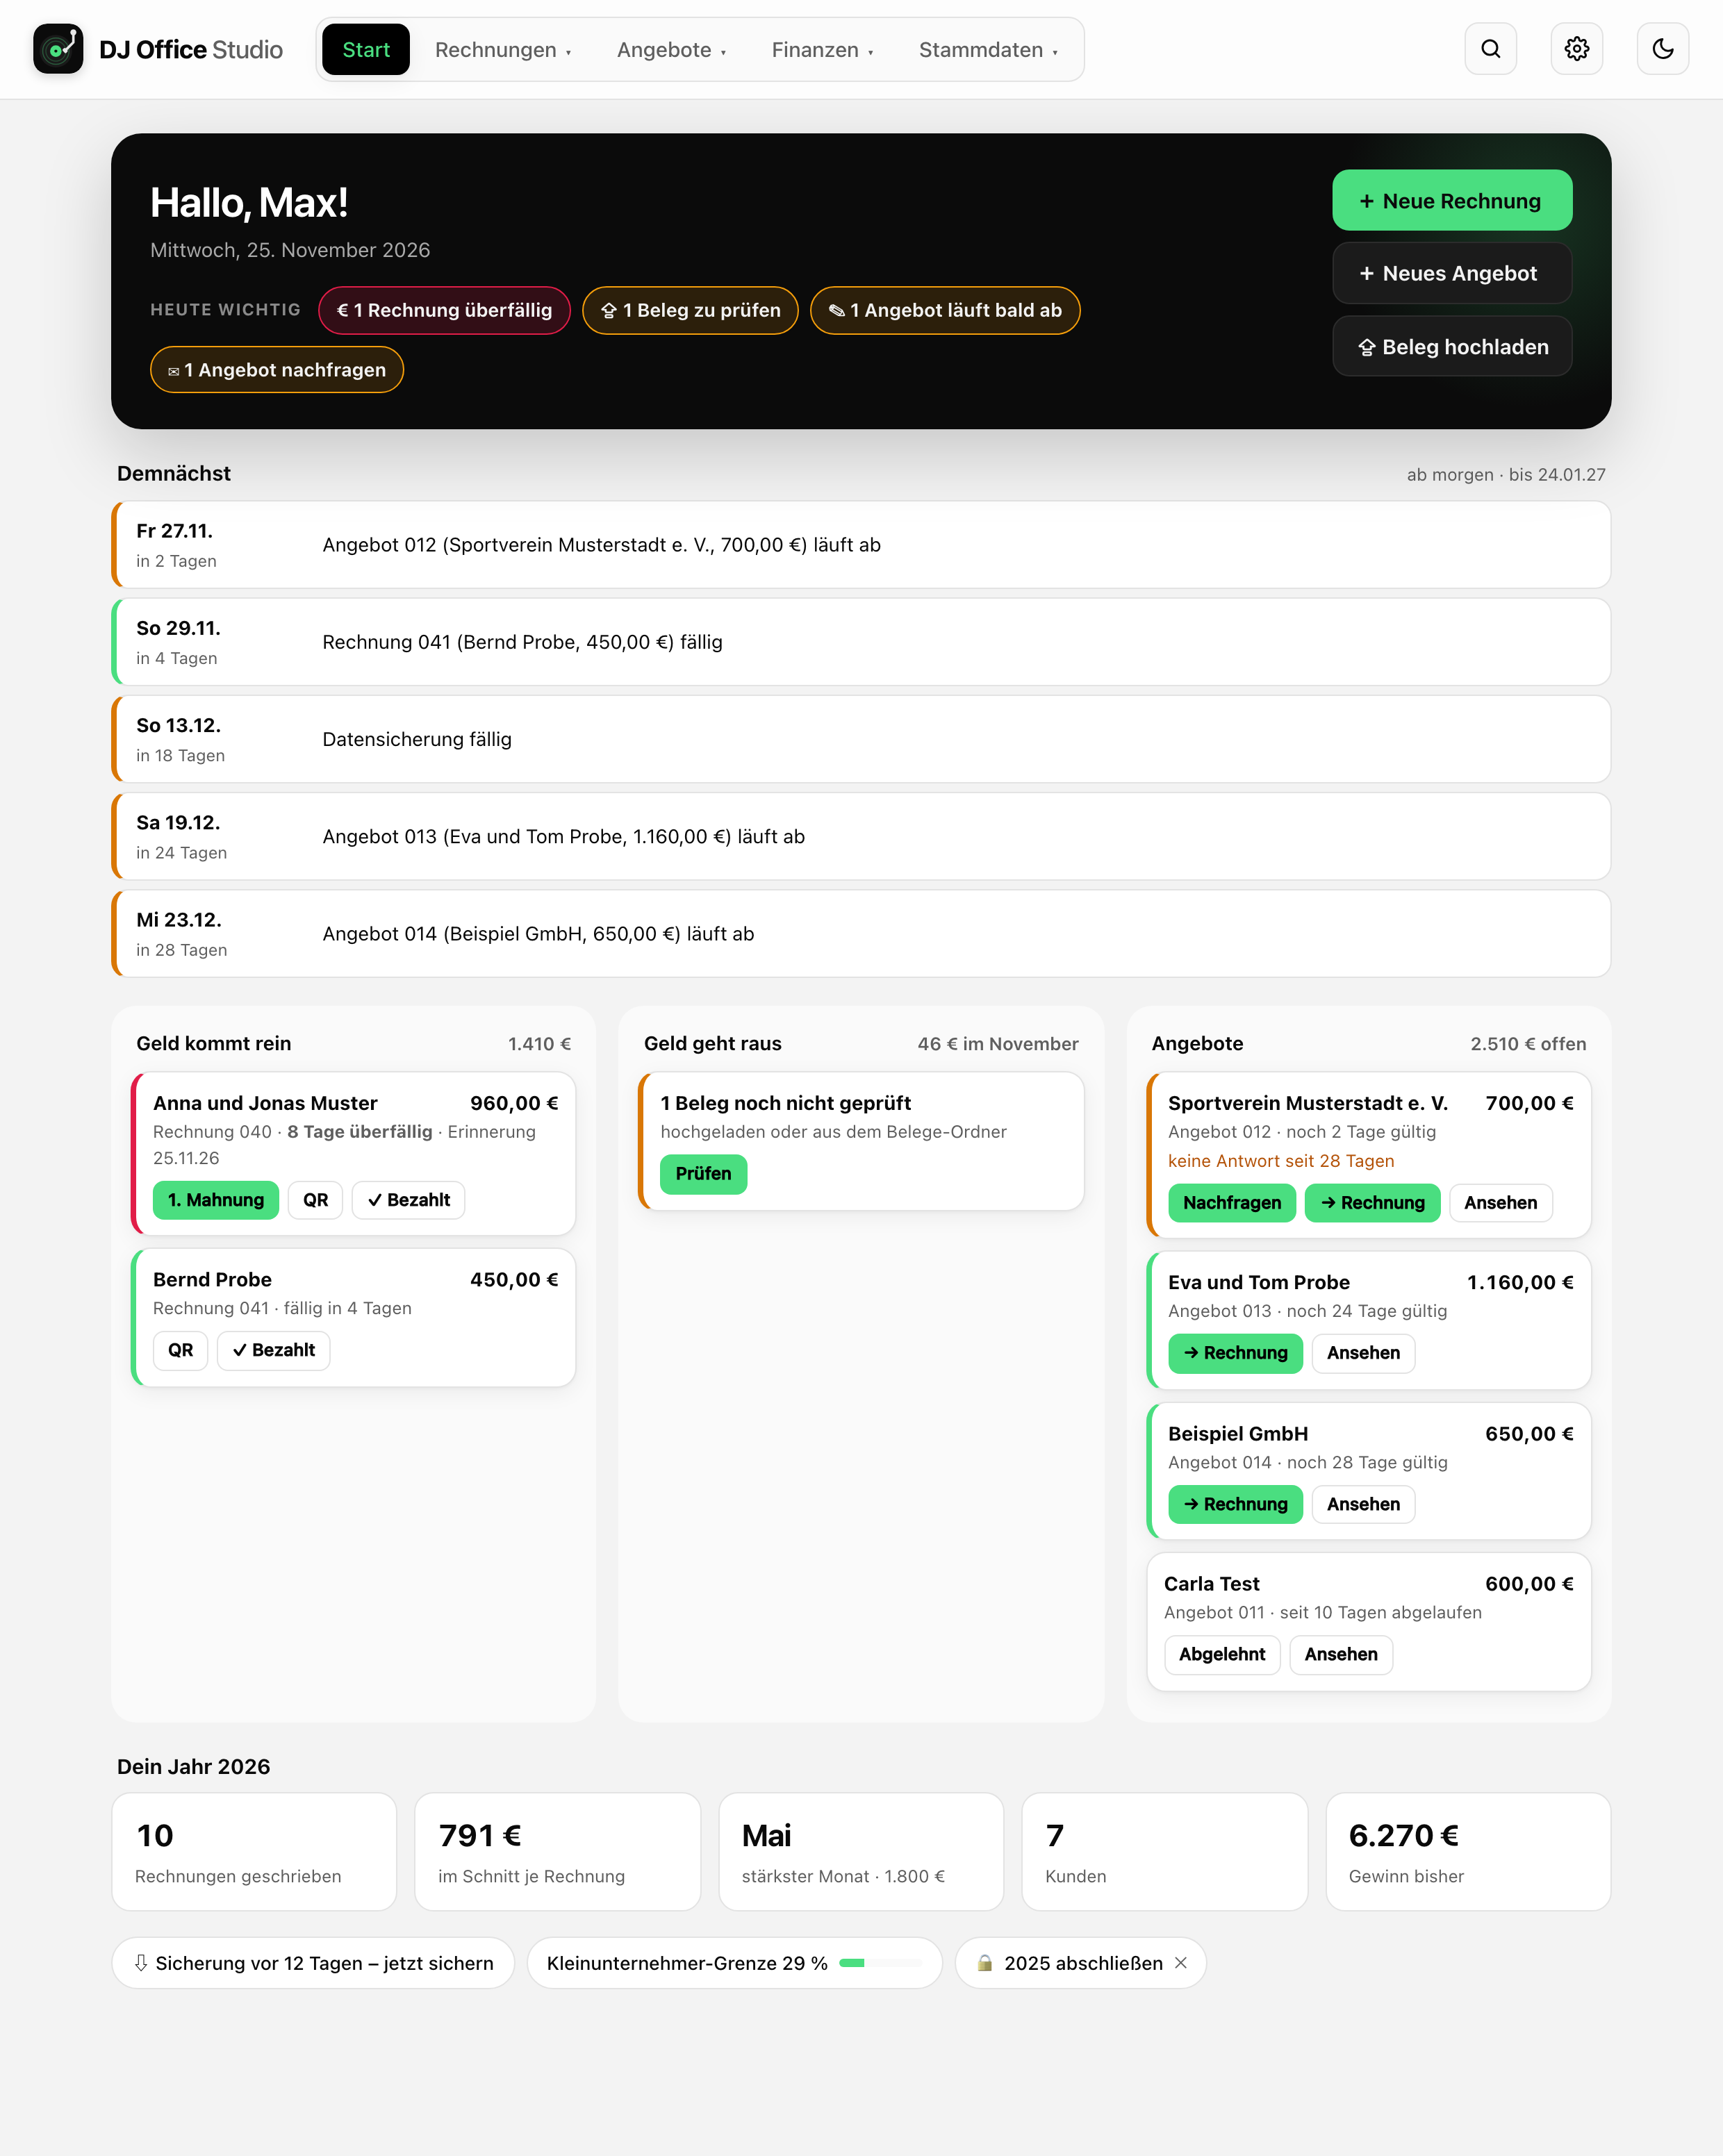 DJ Office Studio
Start
Rechnungen ▾
Angebote ▾
Finanzen ▾
Stammdaten ▾
Hallo, Max!
Mittwoch, 25. November 2026
HEUTE WICHTIG
€ 1 Rechnung überfällig
1 Beleg zu prüfen
✎ 1 Angebot läuft bald ab
✉ 1 Angebot nachfragen
+ Neue Rechnung
+ Neues Angebot
Beleg hochladen
Demnächst
ab morgen · bis 24.01.27
Fr 27.11.
in 2 Tagen
Angebot 012 (Sportverein Musterstadt e. V., 700,00 €) läuft ab
So 29.11.
in 4 Tagen
Rechnung 041 (Bernd Probe, 450,00 €) fällig
So 13.12.
in 18 Tagen
Datensicherung fällig
Sa 19.12.
in 24 Tagen
Angebot 013 (Eva und Tom Probe, 1.160,00 €) läuft ab
Mi 23.12.
in 28 Tagen
Angebot 014 (Beispiel GmbH, 650,00 €) läuft ab
Geld kommt rein
1.410 €
Anna und Jonas Muster
960,00 €
Rechnung 040 · 8 Tage überfällig · Erinnerung
25.11.26
1. Mahnung
QR
✓ Bezahlt
Bernd Probe
450,00 €
Rechnung 041 · fällig in 4 Tagen
QR
✓ Bezahlt
Geld geht raus
46 € im November
1 Beleg noch nicht geprüft
hochgeladen oder aus dem Belege-Ordner
Prüfen
Angebote
2.510 € offen
Sportverein Musterstadt e. V.
700,00 €
Angebot 012 · noch 2 Tage gültig
keine Antwort seit 28 Tagen
Nachfragen
→ Rechnung
Ansehen
Eva und Tom Probe
1.160,00 €
Angebot 013 · noch 24 Tage gültig
→ Rechnung
Ansehen
Beispiel GmbH
650,00 €
Angebot 014 · noch 28 Tage gültig
→ Rechnung
Ansehen
Carla Test
600,00 €
Angebot 011 · seit 10 Tagen abgelaufen
Abgelehnt
Ansehen
Dein Jahr 2026
10
Rechnungen geschrieben
791 €
im Schnitt je Rechnung
Mai
stärkster Monat · 1.800 €
7
Kunden
6.270 €
Gewinn bisher
Sicherung vor 12 Tagen – jetzt sichern
Kleinunternehmer-Grenze 29 %
2025 abschließen